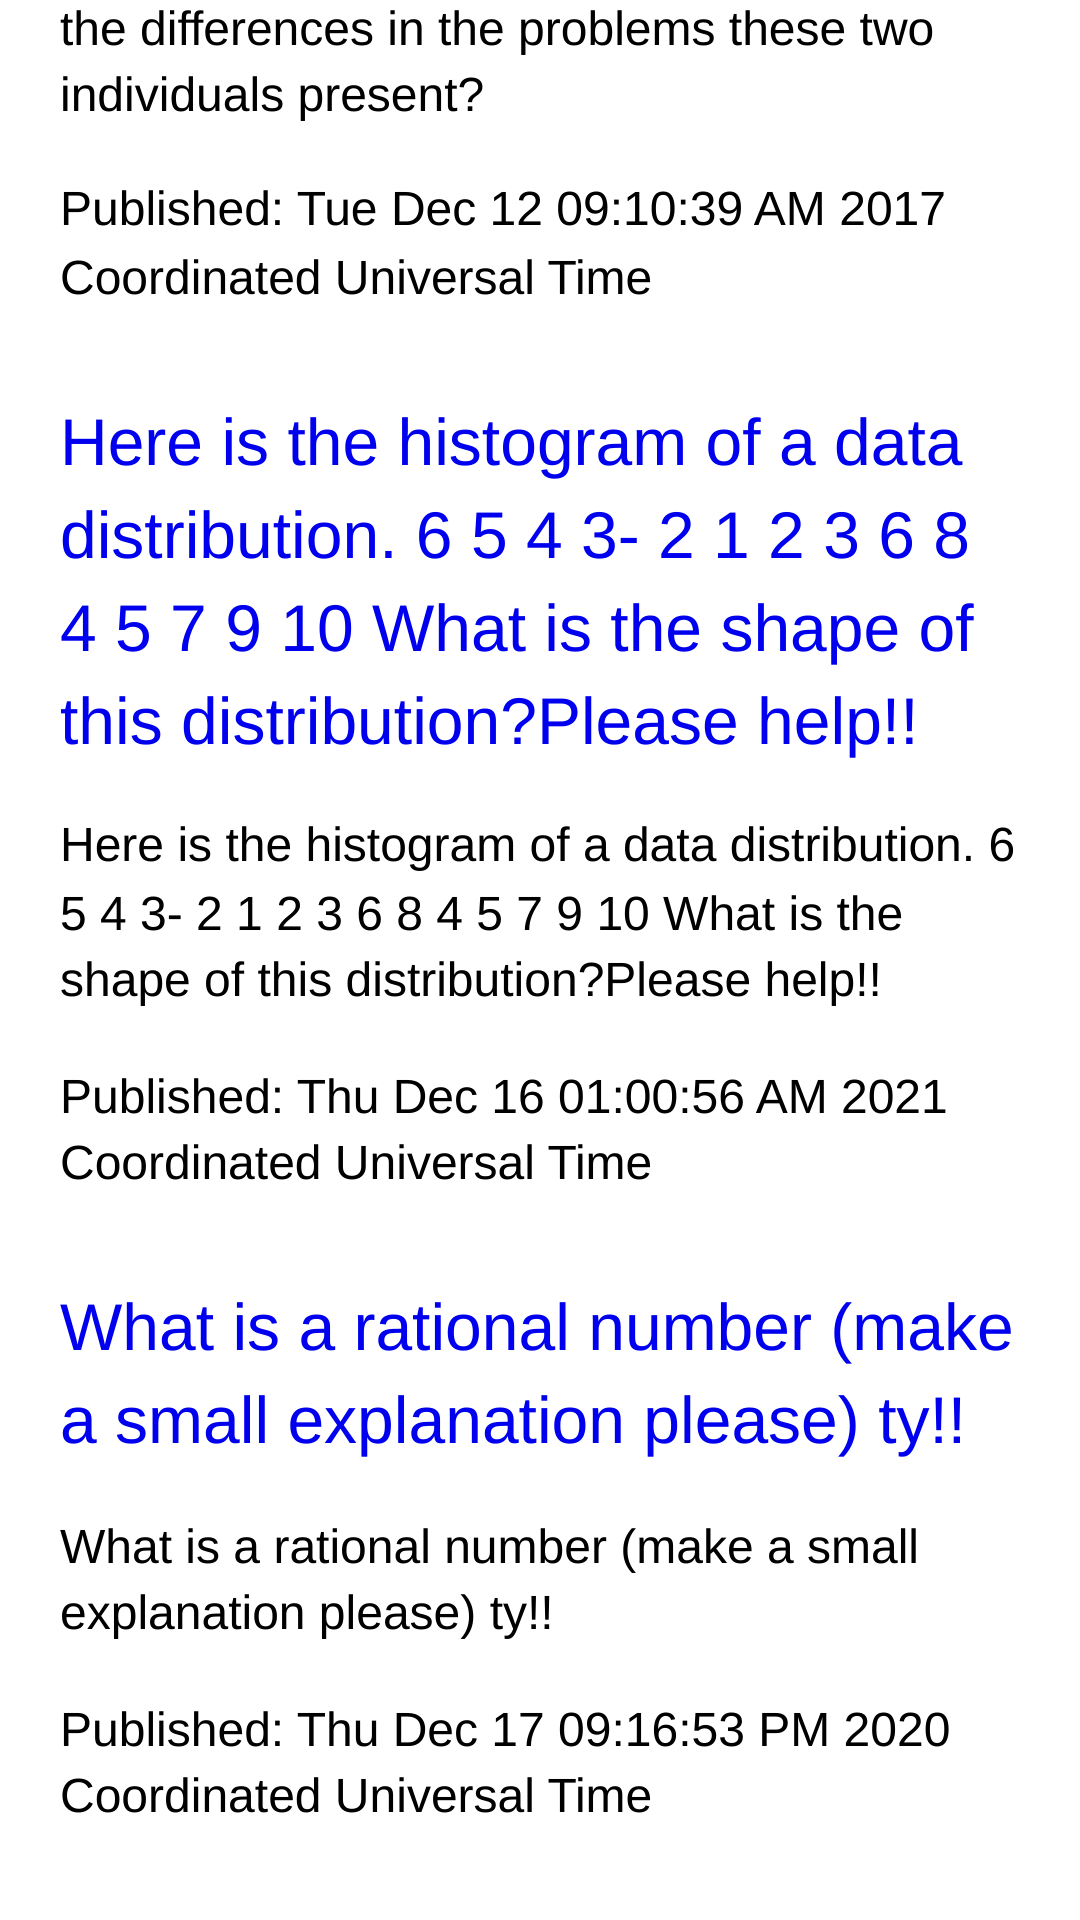 the differences in the problems these two
individuals present?
Published: Tue Dec 12 09:10:39 AM 2017
Coordinated Universal Time
Here is the histogram of a data
distribution. 6 5 4 3- 2 1 2 3 6 8
4 5 7 9 10 What is the shape of
this distribution?Please help!!
Here is the histogram of a data distribution. 6
5 4 3- 2 1 2 3 6 8 4 5 7 9 10 What is the
shape of this distribution?Please help!!
Published: Thu Dec 16 01:00:56 AM 2021
Coordinated Universal Time
What is a rational number (make
a small explanation please) ty!!
What is a rational number (make a small
explanation please) ty!!
Published: Thu Dec 17 09:16:53 PM 2020
Coordinated Universal Time